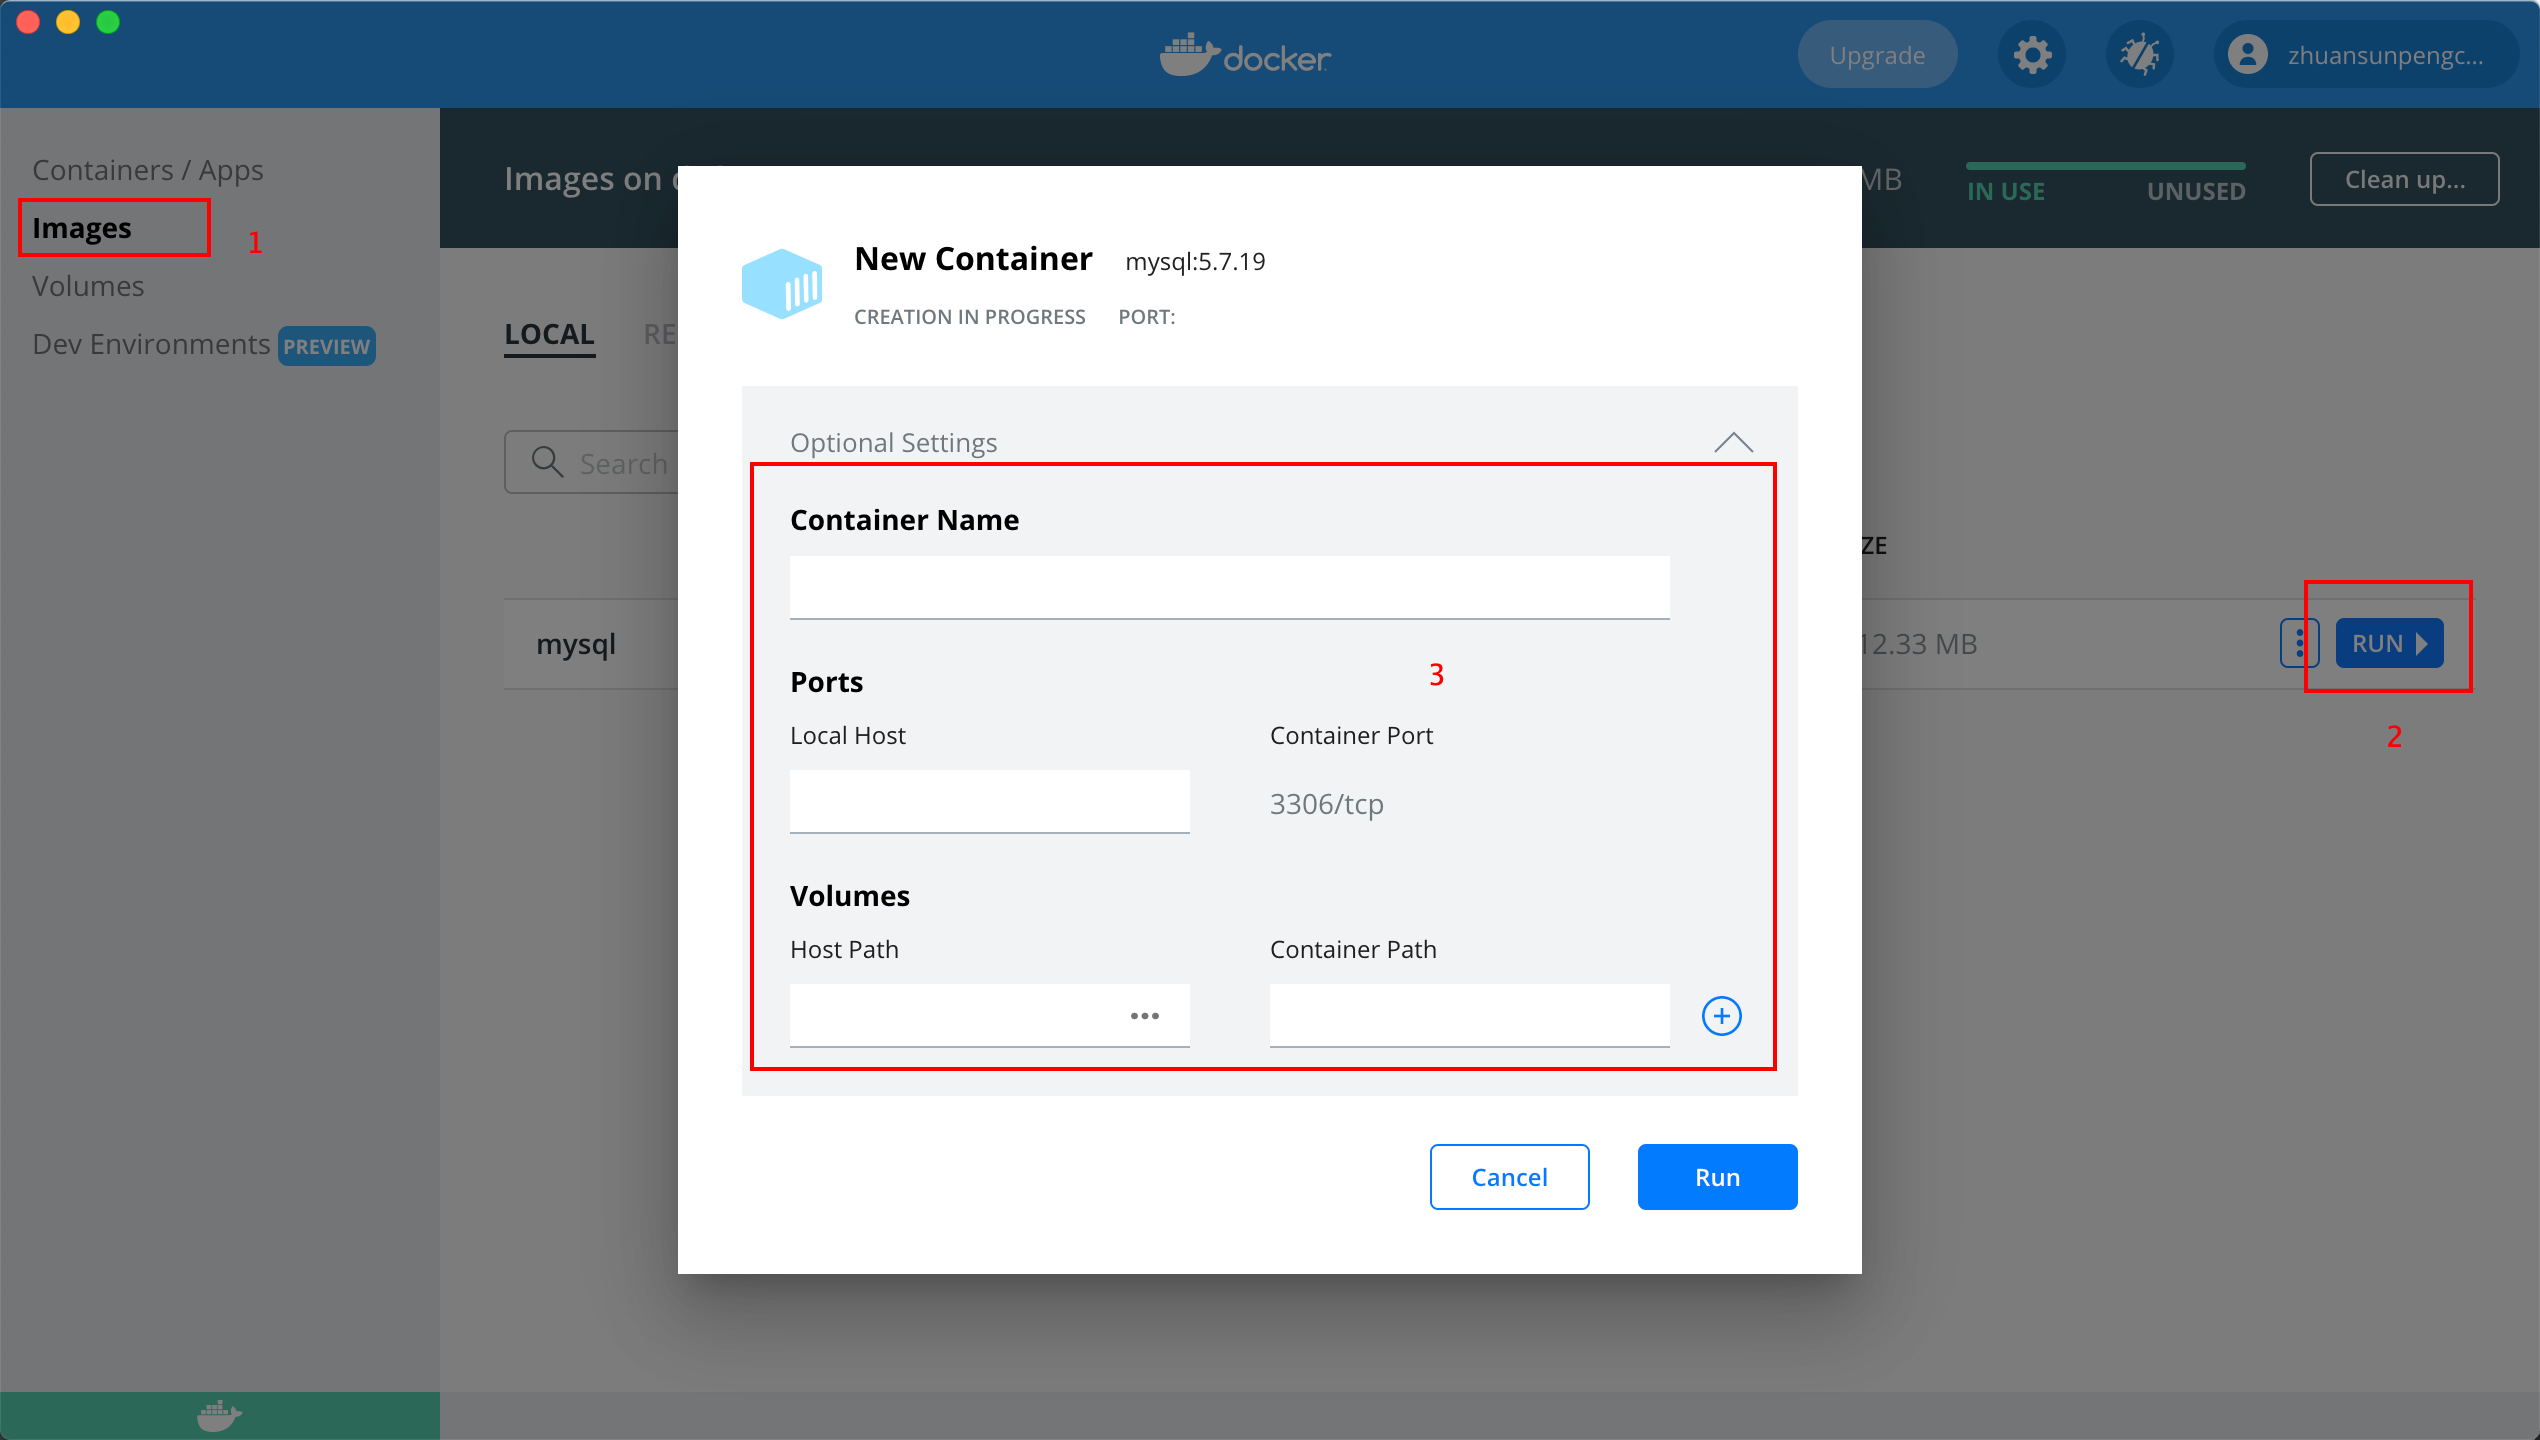 docker
Upgrade
zhuansunpengc...
Containers / Apps
Images
1
Volumes
Dev Environments PREVIEW
Images on
MB
IN USE
UNUSED
Clean up...
LOCAL
RE
Search
ZE
mysql
12.33 MB
RUN
2
New Container mysql:5.7.19
CREATION IN PROGRESS PORT:
Optional Settings
Container Name
3
Ports
Local Host Container Port
3306/tcp
Volumes
Host Path Container Path
Cancel
Run